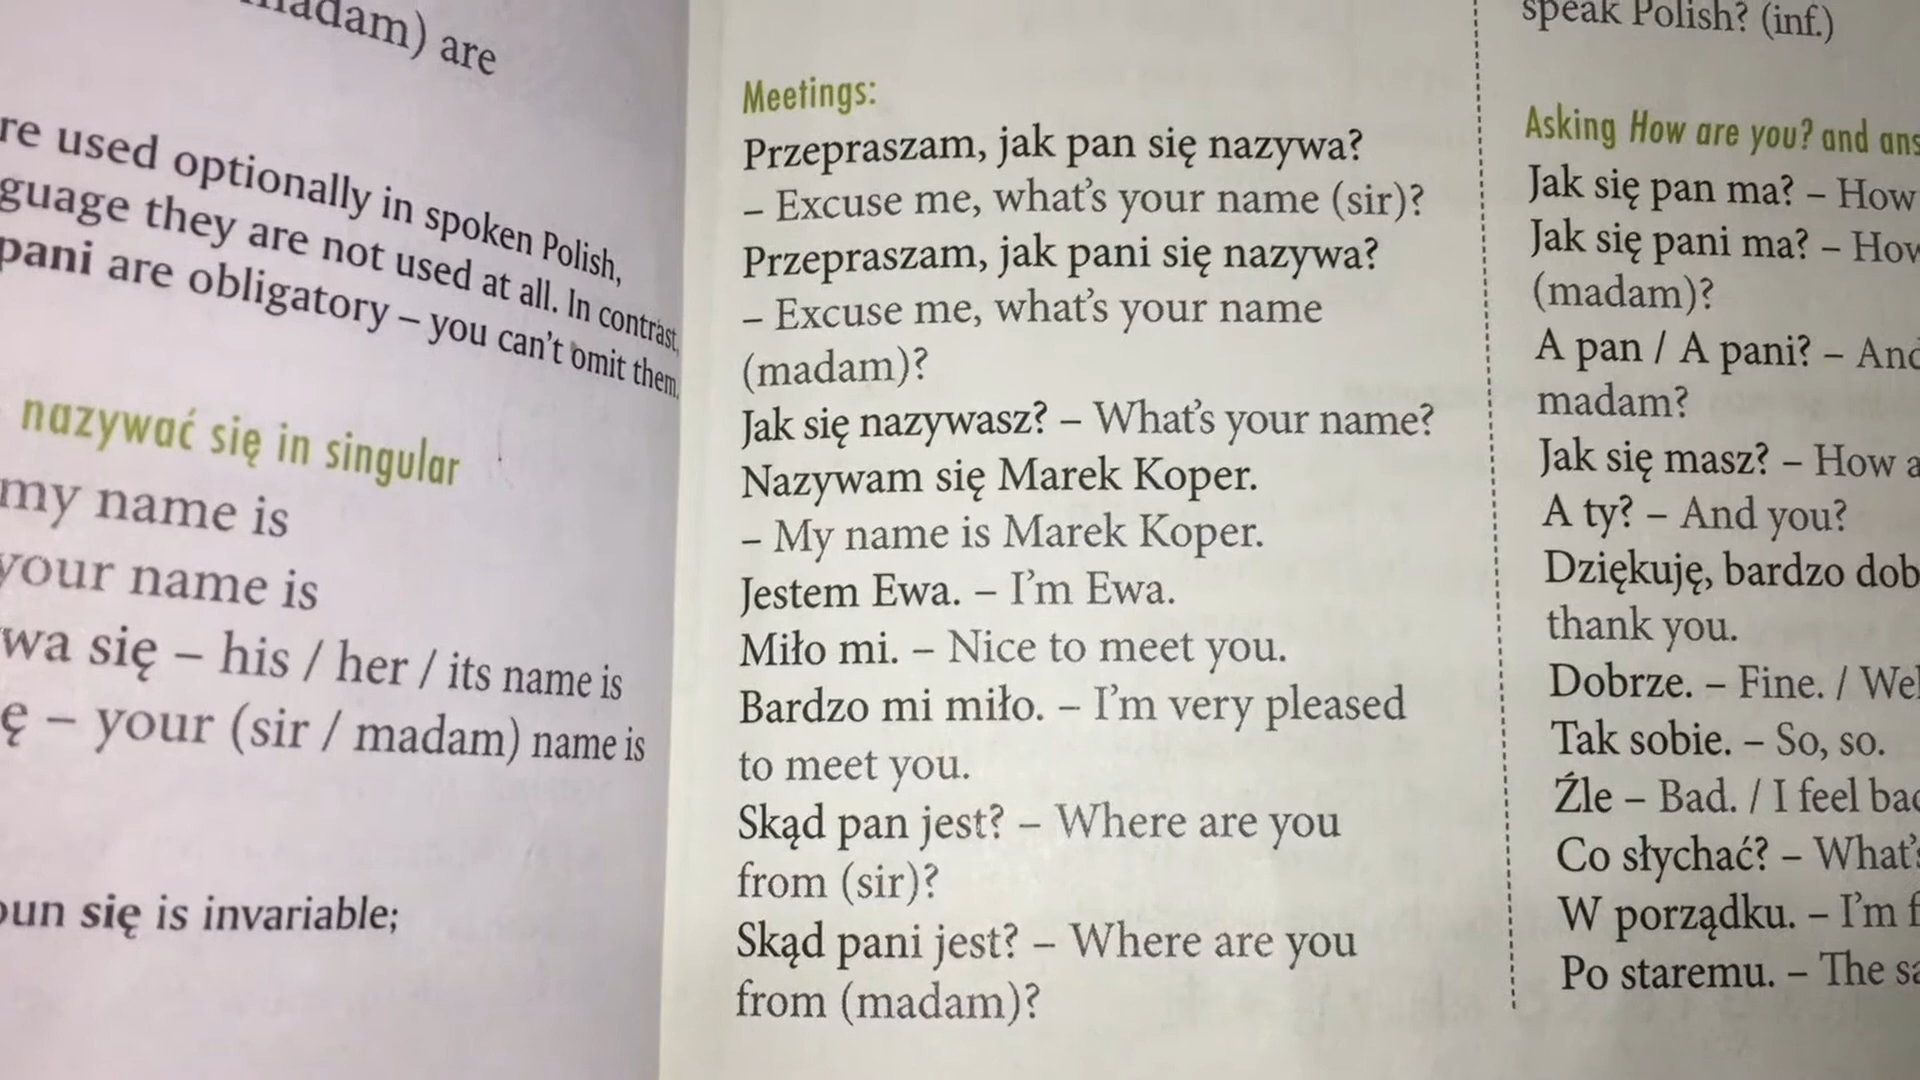 madam) are
re used optionally in spoken Polish,
guage they are not used at all. In contrast,
pani are obligatory – you can't omit them.
nazywać się in singular
my name is
your name is
wa się – his / her / its name is
ę – your (sir / madam) name is
oun się is invariable;
Meetings:
Przepraszam, jak pan się nazywa?
– Excuse me, what's your name (sir)?
Przepraszam, jak pani się nazywa?
– Excuse me, what's your name
(madam)?
Jak się nazywasz? – What's your name?
Nazywam się Marek Koper.
– My name is Marek Koper.
Jestem Ewa. – I'm Ewa.
Miło mi. – Nice to meet you.
Bardzo mi miło. – I'm very pleased
to meet you.
Skąd pan jest? – Where are you
from (sir)?
Skąd pani jest? – Where are you
from (madam)?
speak Polish? (inf.)
Asking How are you? and ans
Jak się pan ma? – How
Jak się pani ma? – How
(madam)?
A pan / A pani? – And
madam?
Jak się masz? – How a
A ty? – And you?
Dziękuję, bardzo dob
thank you.
Dobrze. – Fine. / Wel
Tak sobie. – So, so.
Źle – Bad. / I feel bad
Co słychać? – What's
W porządku. – I'm f
Po staremu. – The sa